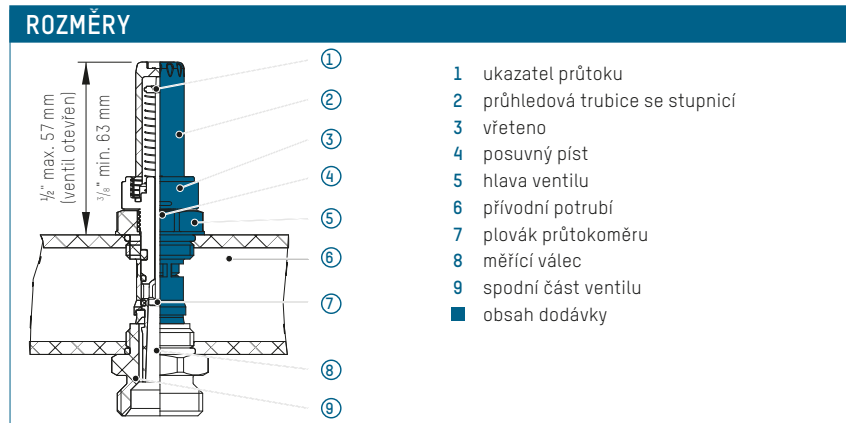 ROZMĚRY
½" max. 57 mm
(ventil otevřen)
³/₈" min. 63 mm
1
2
3
4
5
6
7
8
9
1 ukazatel průtoku
2 průhledová trubice se stupnicí
3 vřeteno
4 posuvný píst
5 hlava ventilu
6 přívodní potrubí
7 plovák průtokoměru
8 měřící válec
9 spodní část ventilu
obsah dodávky